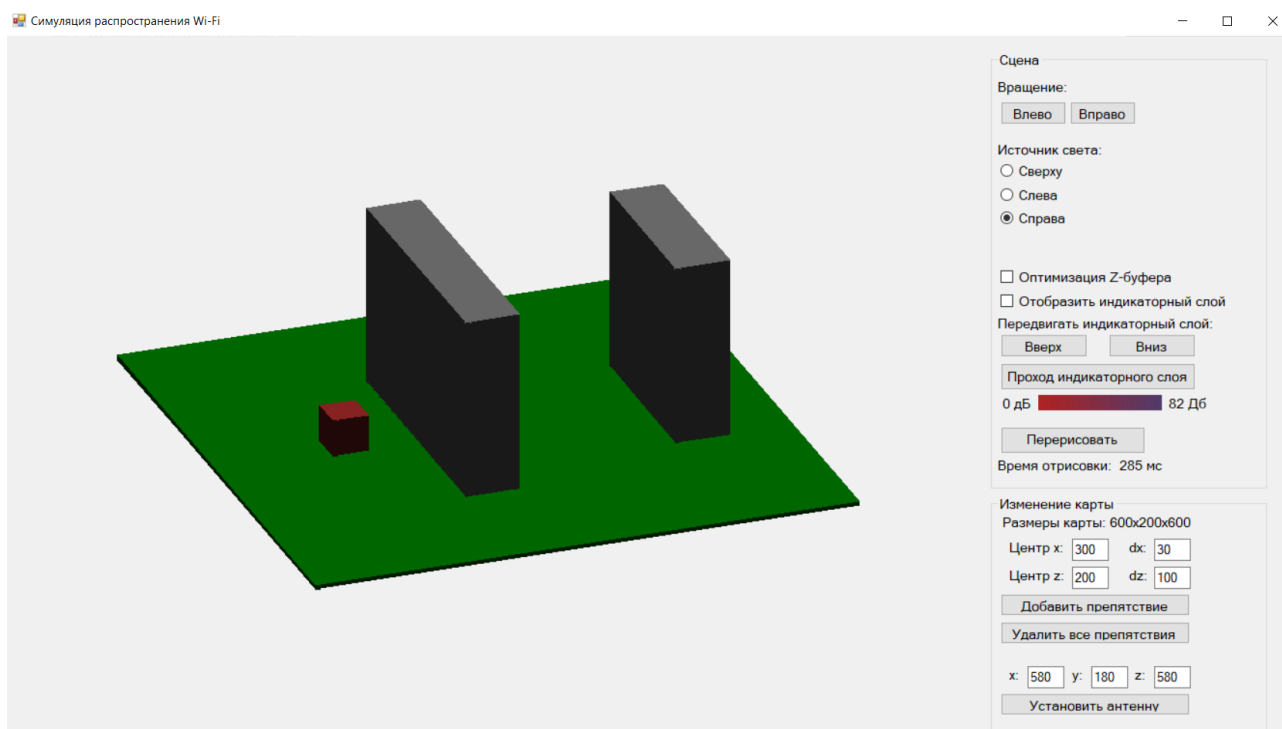 Симуляция распространения Wi-Fi
Сцена
Вращение:
Влево Вправо
Источник света:
Сверху
Слева
Справа
Оптимизация Z-буфера
Отобразить индикаторный слой
Передвигать индикаторный слой:
Вверх Вниз
Проход индикаторного слоя
0 дБ 82 Дб
Перерисовать
Время отрисовки: 285 мс
Изменение карты
Размеры карты: 600x200x600
Центр x: 300 dx: 30
Центр z: 200 dz: 100
Добавить препятствие
Удалить все препятствия
x: 580 y: 180 z: 580
Установить антенну